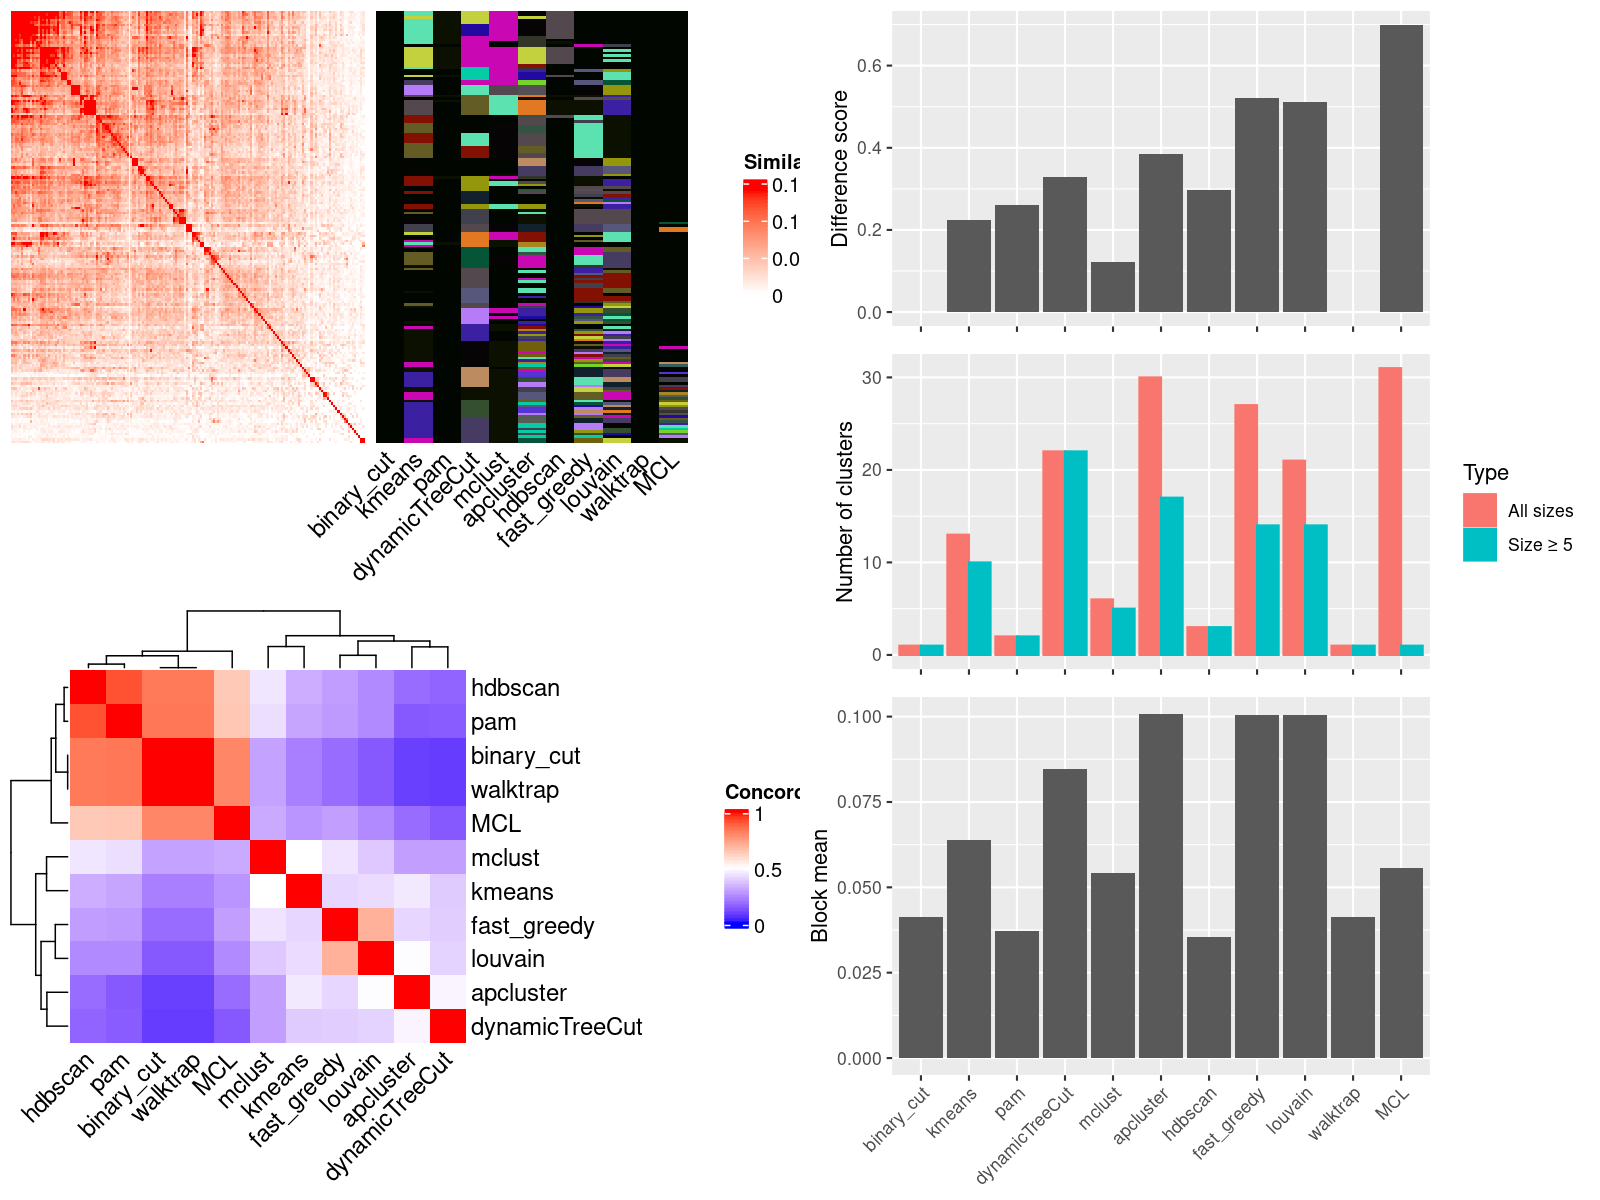 Simila
0.1
0.1
0.0
0
binary_cut
kmeans
pam
dynamicTreeCut
mclust
apcluster
hdbscan
fast_greedy
louvain
walktrap
MCL
hdbscan
pam
binary_cut
walktrap
MCL
mclust
kmeans
fast_greedy
louvain
apcluster
dynamicTreeCut
hdbscan
pam
binary_cut
walktrap
MCL
mclust
kmeans
fast_greedy
louvain
apcluster
dynamicTreeCut
Concord
1
0.5
0
Difference score
0.6
0.4
0.2
0.0
Number of clusters
30
20
10
0
Type
All sizes
Size ≥ 5
Block mean
0.100
0.075
0.050
0.025
0.000
binary_cut
kmeans
pam
dynamicTreeCut
mclust
apcluster
hdbscan
fast_greedy
louvain
walktrap
MCL